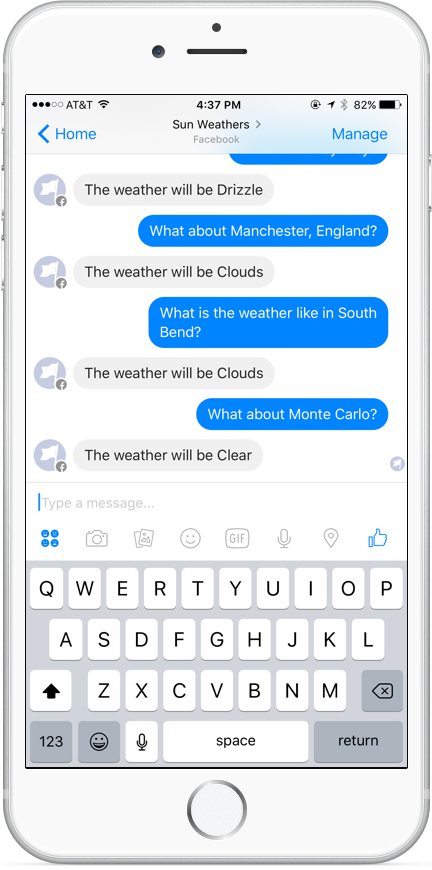 AT&T 4:37 PM 82%
Home Sun Weathers Manage
Facebook
The weather will be Drizzle
What about Manchester, England?
The weather will be Clouds
What is the weather like in South
Bend?
The weather will be Clouds
What about Monte Carlo?
The weather will be Clear
Type a message...
GIF
Q W E R T Y U I O P
A S D F G H J K L
Z X C V B N M
123 space return